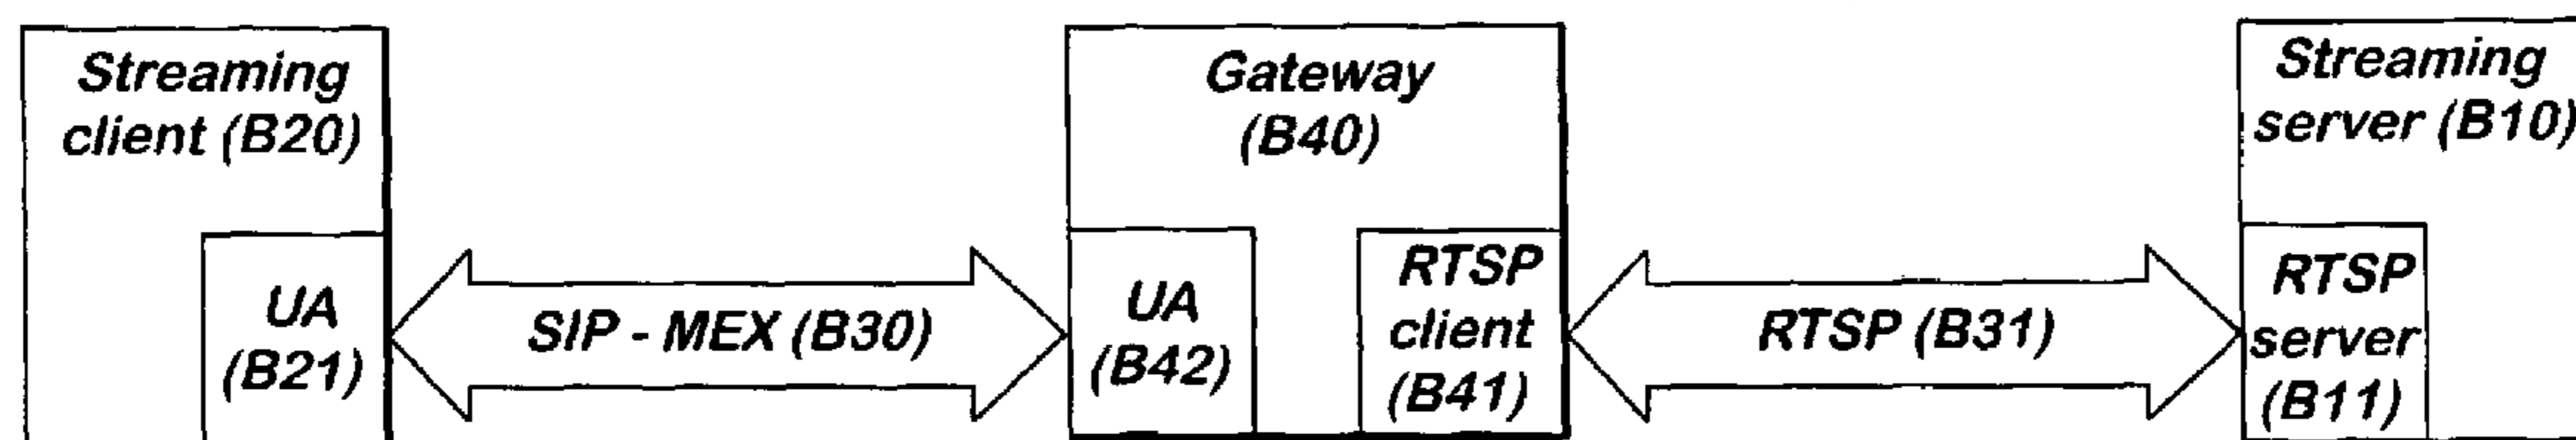 Streaming
client (B20)
Gateway
(B40)
Streaming
server (B10)
UA
(B21)
SIP - MEX (B30)
UA
(B42)
RTSP
client
(B41)
RTSP (B31)
RTSP
server
(B11)